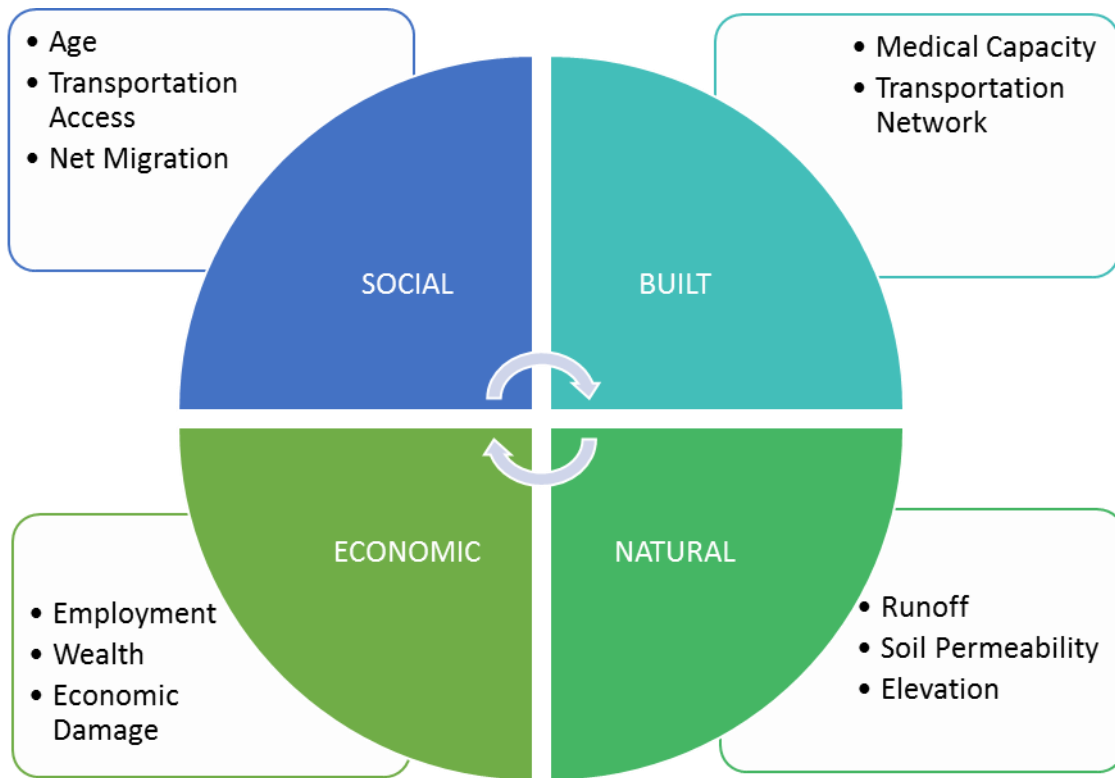 • Age
• Transportation
Access
• Net Migration
• Medical Capacity
• Transportation
Network
SOCIAL
BUILT
ECONOMIC
NATURAL
• Employment
• Wealth
• Economic
Damage
• Runoff
• Soil Permeability
• Elevation